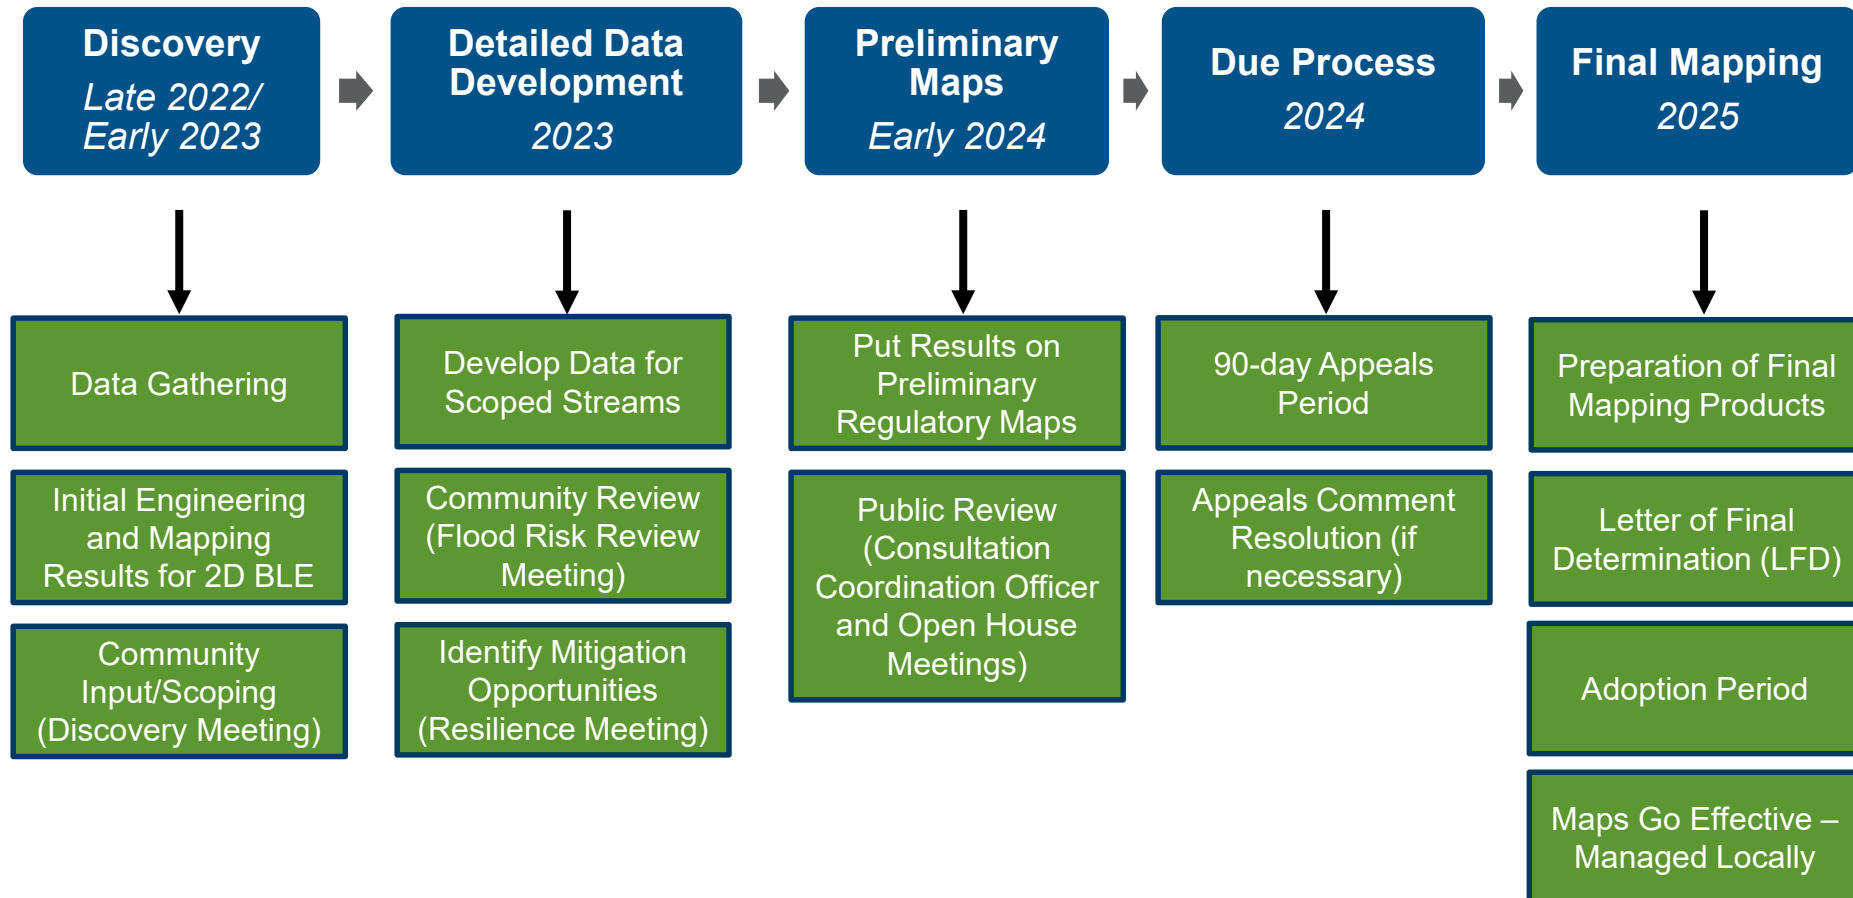 Discovery
Late 2022/
Early 2023
Detailed Data
Development
2023
Preliminary
Maps
Early 2024
Due Process
2024
Final Mapping
2025
Data Gathering
Initial Engineering
and Mapping
Results for 2D BLE
Community
Input/Scoping
(Discovery Meeting)
Develop Data for
Scoped Streams
Community Review
(Flood Risk Review
Meeting)
Identify Mitigation
Opportunities
(Resilience Meeting)
Put Results on
Preliminary
Regulatory Maps
Public Review
(Consultation
Coordination Officer
and Open House
Meetings)
90-day Appeals
Period
Appeals Comment
Resolution (if
necessary)
Preparation of Final
Mapping Products
Letter of Final
Determination (LFD)
Adoption Period
Maps Go Effective –
Managed Locally